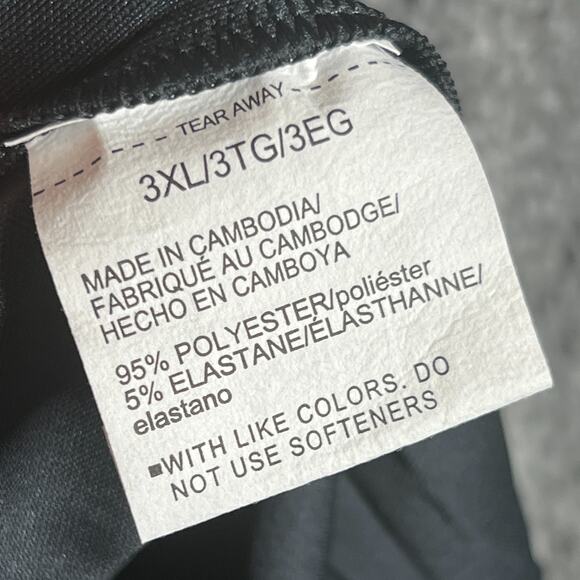 TEAR AWAY
3XL/3TG/3EG
MADE IN CAMBODIA/
FABRIQUÉ AU CAMBODGE/
HECHO EN CAMBOYA
95% POLYESTER/poliéster
5% ELASTANE/ÉLASTHANNE/
elastano
■WITH LIKE COLORS. DO
NOT USE SOFTENERS